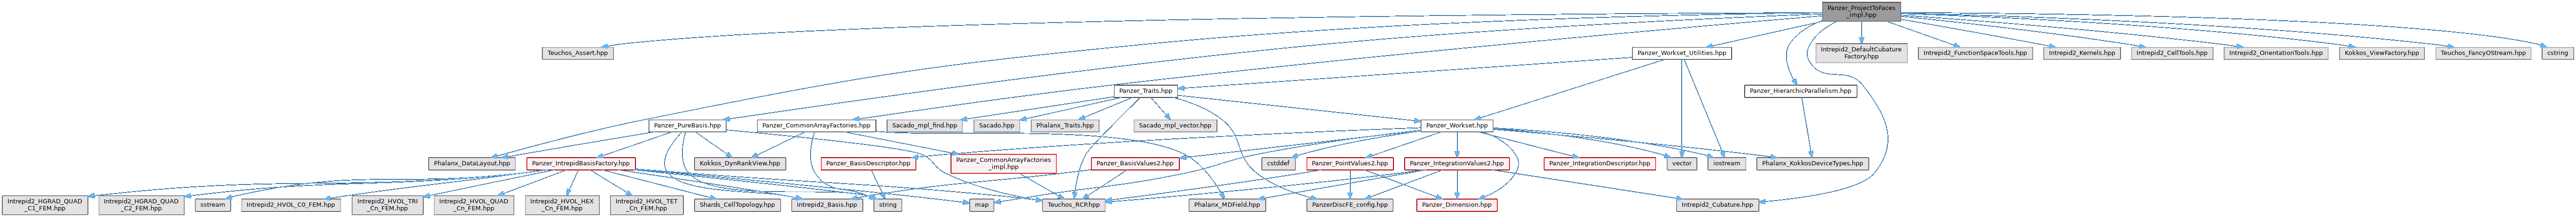 Panzer_ProjectToFaces
_impl.hpp
Teuchos_Assert.hpp
Panzer_Workset_Utilities.hpp
Intrepid2_DefaultCubature
Factory.hpp
Intrepid2_FunctionSpaceTools.hpp
Intrepid2_Kernels.hpp
Intrepid2_CellTools.hpp
Intrepid2_OrientationTools.hpp
Kokkos_ViewFactory.hpp
Teuchos_FancyOStream.hpp
cstring
Panzer_Traits.hpp
Panzer_HierarchicParallelism.hpp
Panzer_PureBasis.hpp
Panzer_CommonArrayFactories.hpp
Sacado_mpl_find.hpp
Sacado.hpp
Phalanx_Traits.hpp
Sacado_mpl_vector.hpp
Panzer_Workset.hpp
Phalanx_DataLayout.hpp
Panzer_IntrepidBasisFactory.hpp
Kokkos_DynRankView.hpp
Panzer_BasisDescriptor.hpp
Panzer_CommonArrayFactories
_impl.hpp
Panzer_BasisValues2.hpp
cstddef
Panzer_PointValues2.hpp
Panzer_IntegrationValues2.hpp
Panzer_IntegrationDescriptor.hpp
vector
iostream
Phalanx_KokkosDeviceTypes.hpp
Intrepid2_HGRAD_QUAD
_C1_FEM.hpp
Intrepid2_HGRAD_QUAD
_C2_FEM.hpp
sstream
Intrepid2_HVOL_C0_FEM.hpp
Intrepid2_HVOL_TRI
_Cn_FEM.hpp
Intrepid2_HVOL_QUAD
_Cn_FEM.hpp
Intrepid2_HVOL_HEX
_Cn_FEM.hpp
Intrepid2_HVOL_TET
_Cn_FEM.hpp
Shards_CellTopology.hpp
Intrepid2_Basis.hpp
string
map
Teuchos_RCP.hpp
Phalanx_MDField.hpp
PanzerDiscFE_config.hpp
Panzer_Dimension.hpp
Intrepid2_Cubature.hpp